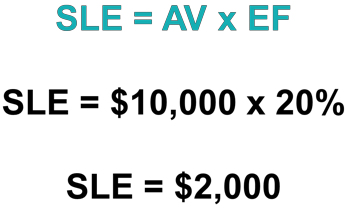 SLE = AV x EF
SLE = $10,000 x 20%
SLE = $2,000